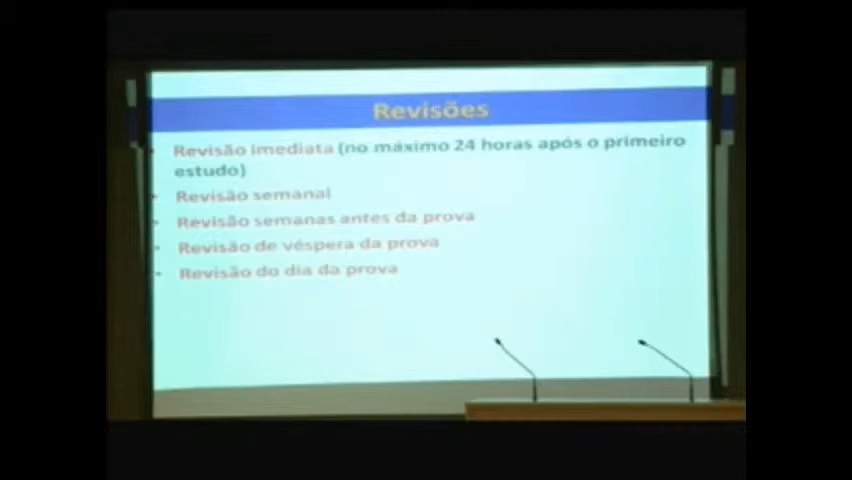 Revisões
Revisão imediata (no máximo 24 horas após o primeiro
estudo)
Revisão semanal
Revisão semanas antes da prova
Revisão de véspera da prova
Revisão do dia da prova